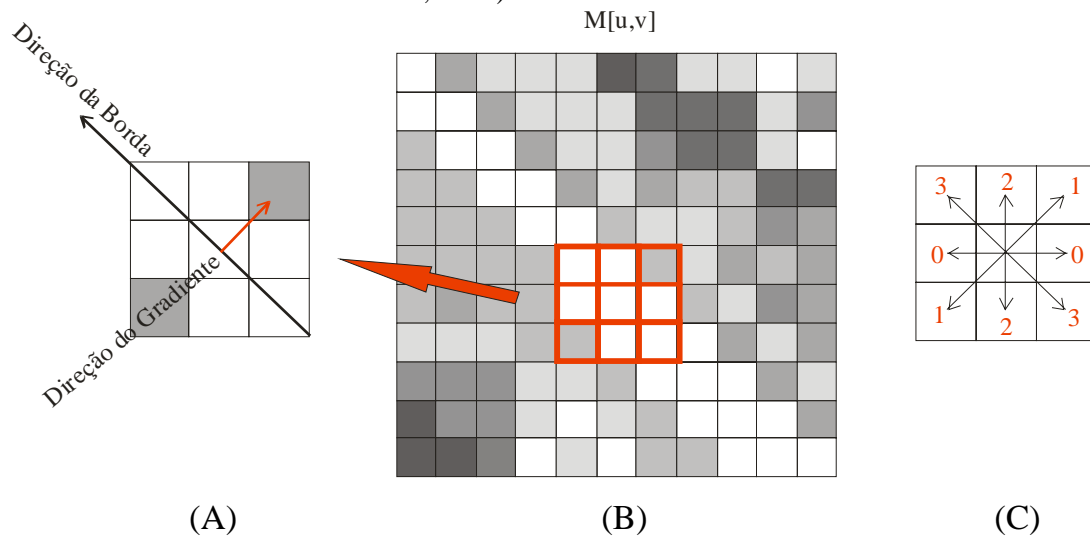 M[u,v]
Direção da Borda
Direção do Gradiente
3 2 1
0 0
1 2 3
(A) (B) (C)